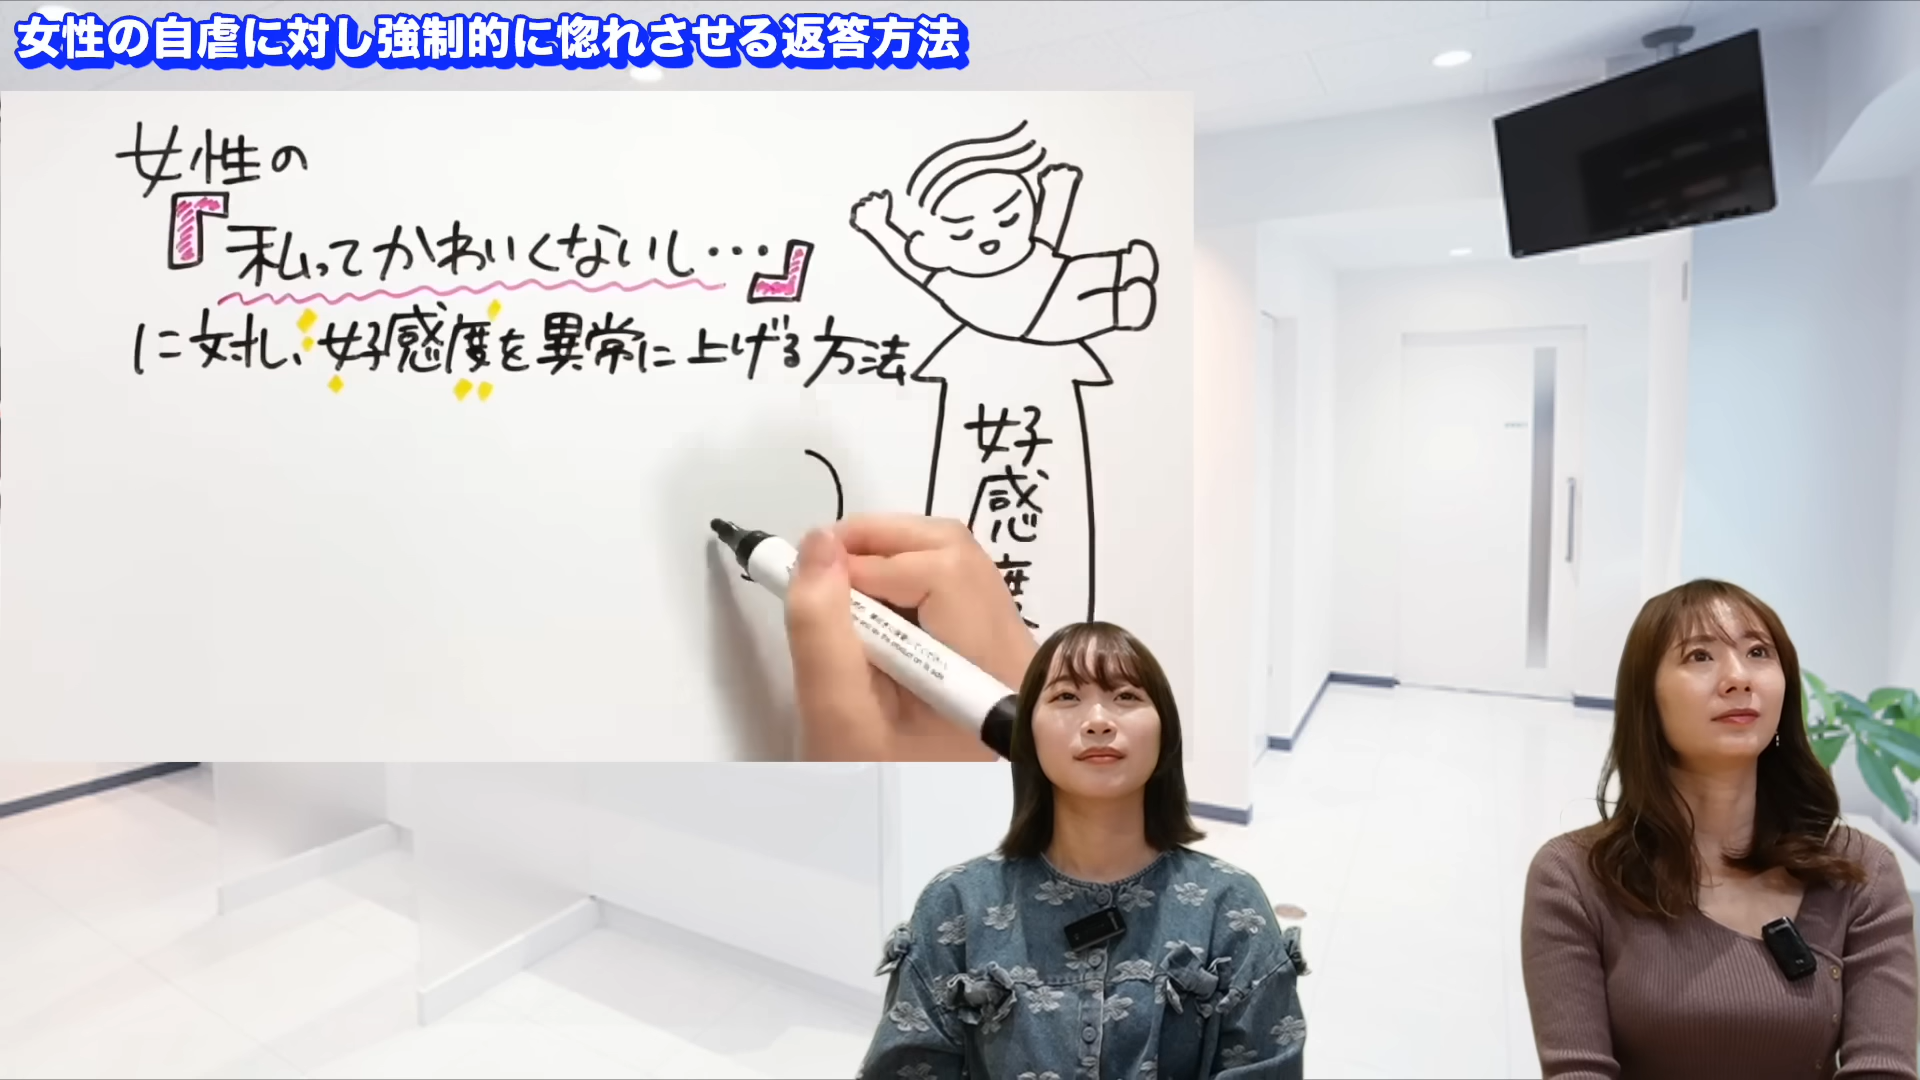 女性の自虐に対し強制的に惚れさせる返答方法
女性の
『私ってかわいくないし…』
に対し、好感度を異常に上げる方法
好感度